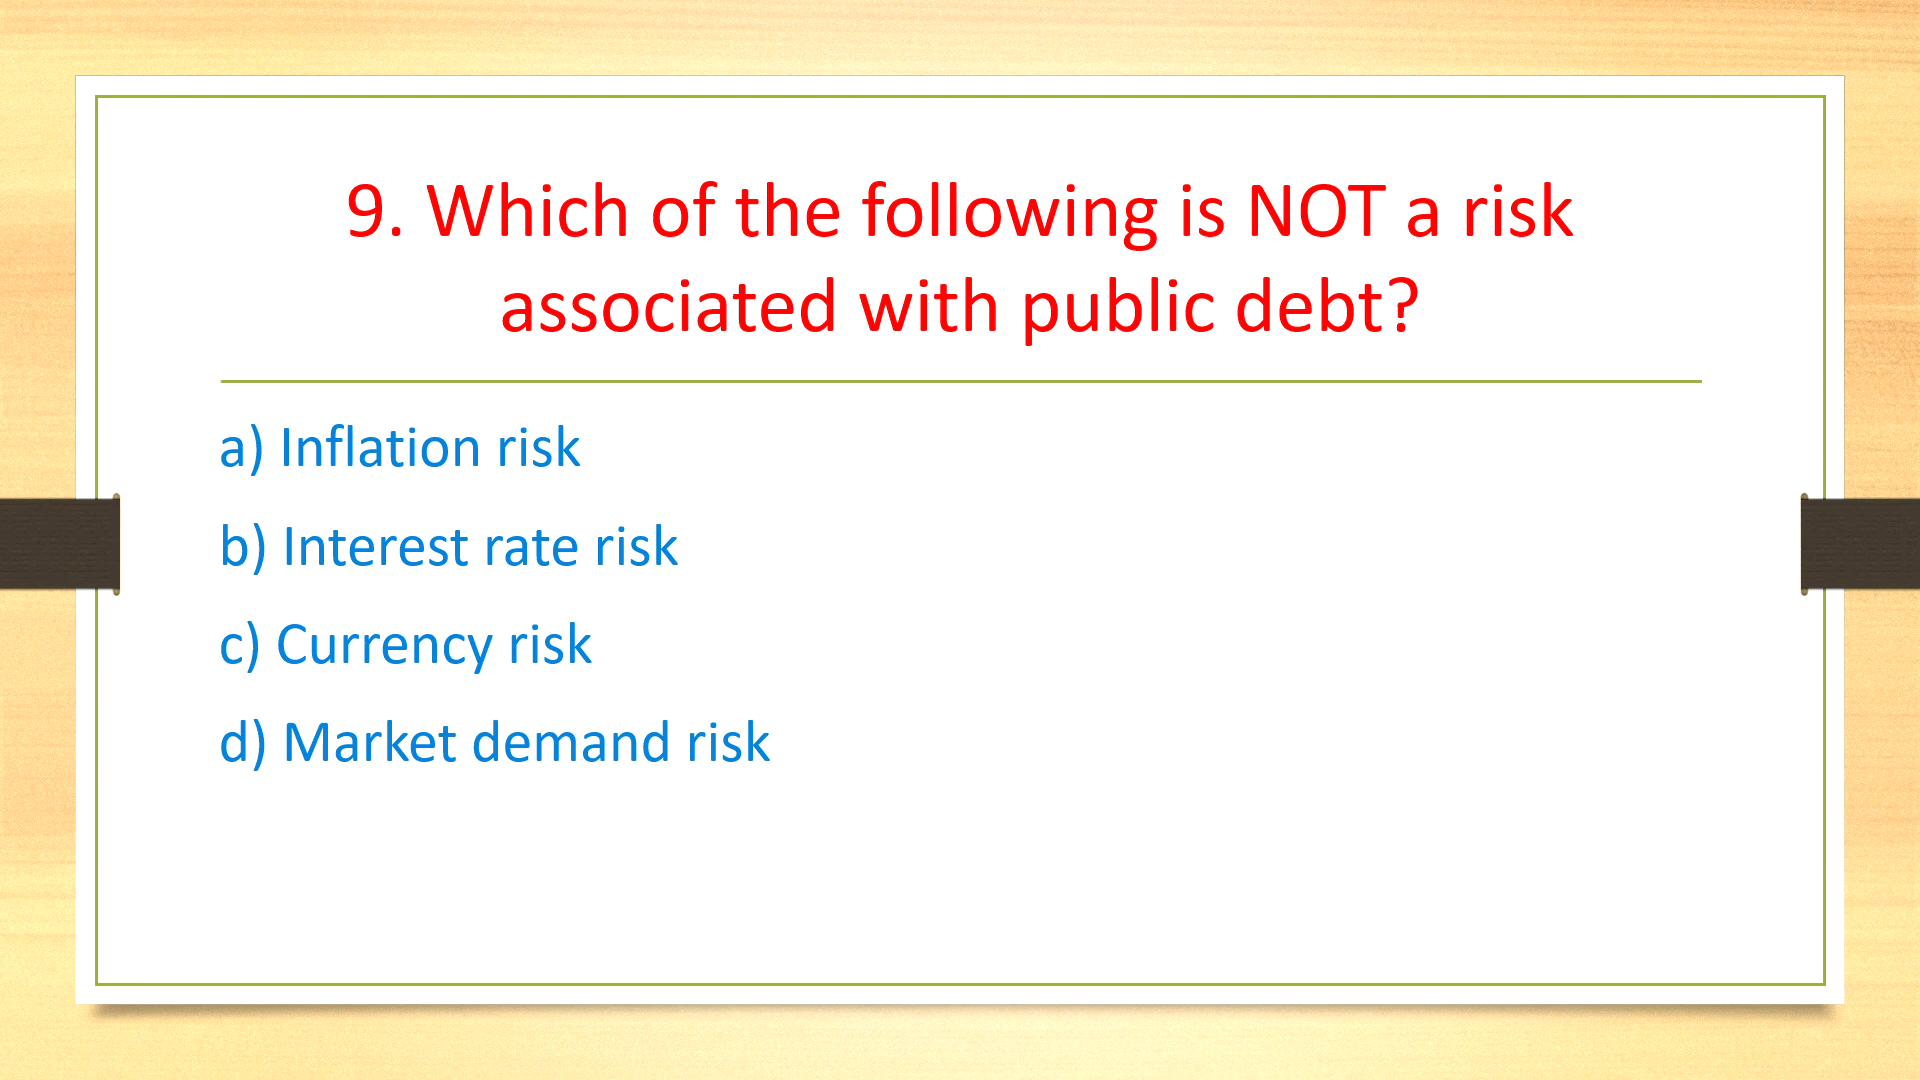 9. Which of the following is NOT a risk
associated with public debt?
a) Inflation risk
b) Interest rate risk
c) Currency risk
d) Market demand risk